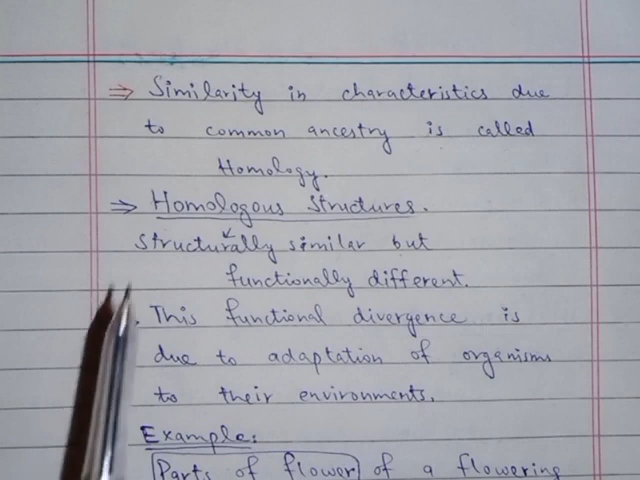 ⇒ Similarity in characteristics due
to common ancestry is called
Homology.
⇒ Homologous structures.
Structurally similar but
functionally different.
. This functional divergence is
due to adaptation of organisms
to their environments.
Example:
Parts of flower of a flowering